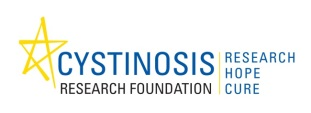 CYSTINOSIS
RESEARCH FOUNDATION
RESEARCH
HOPE
CURE